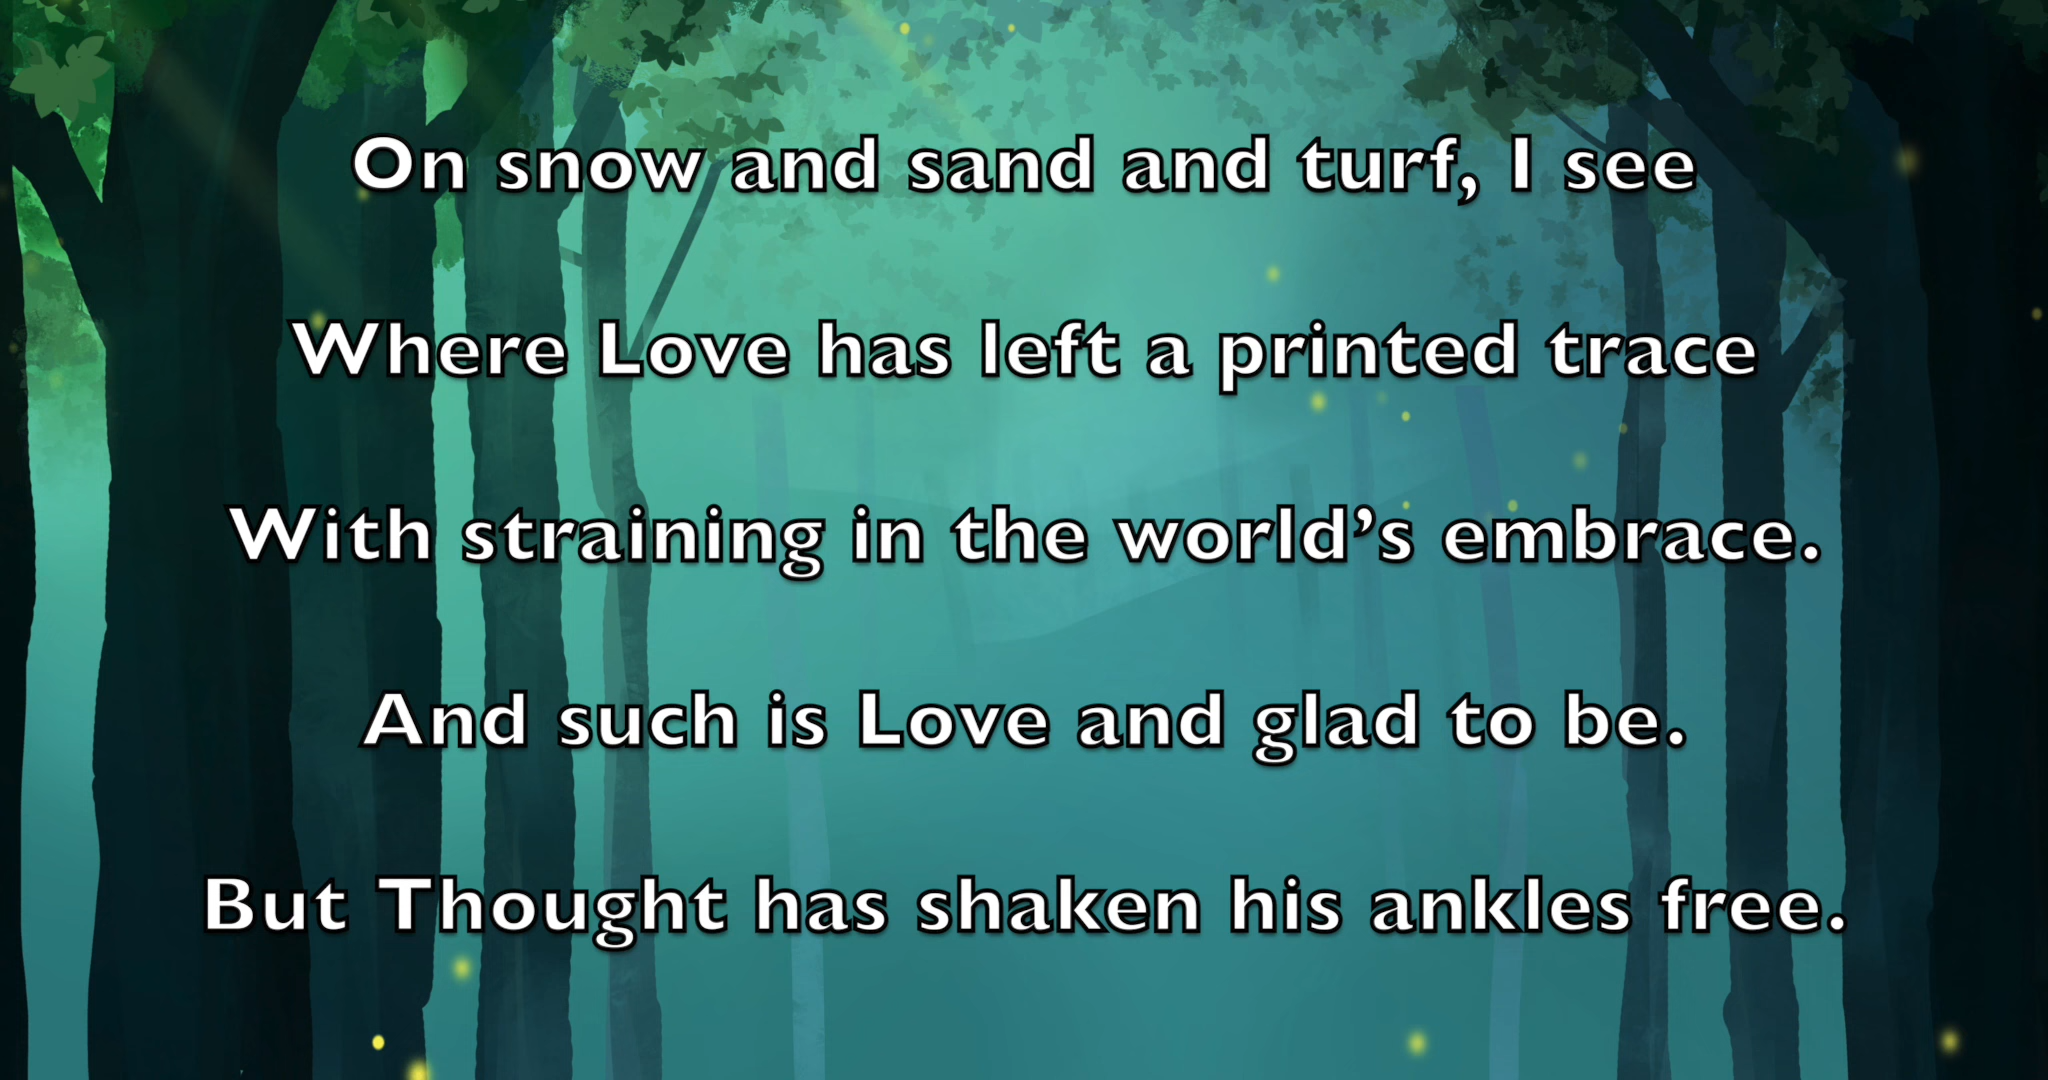 On snow and sand and turf, I see
Where Love has left a printed trace
With straining in the world’s embrace.
And such is Love and glad to be.
But Thought has shaken his ankles free.